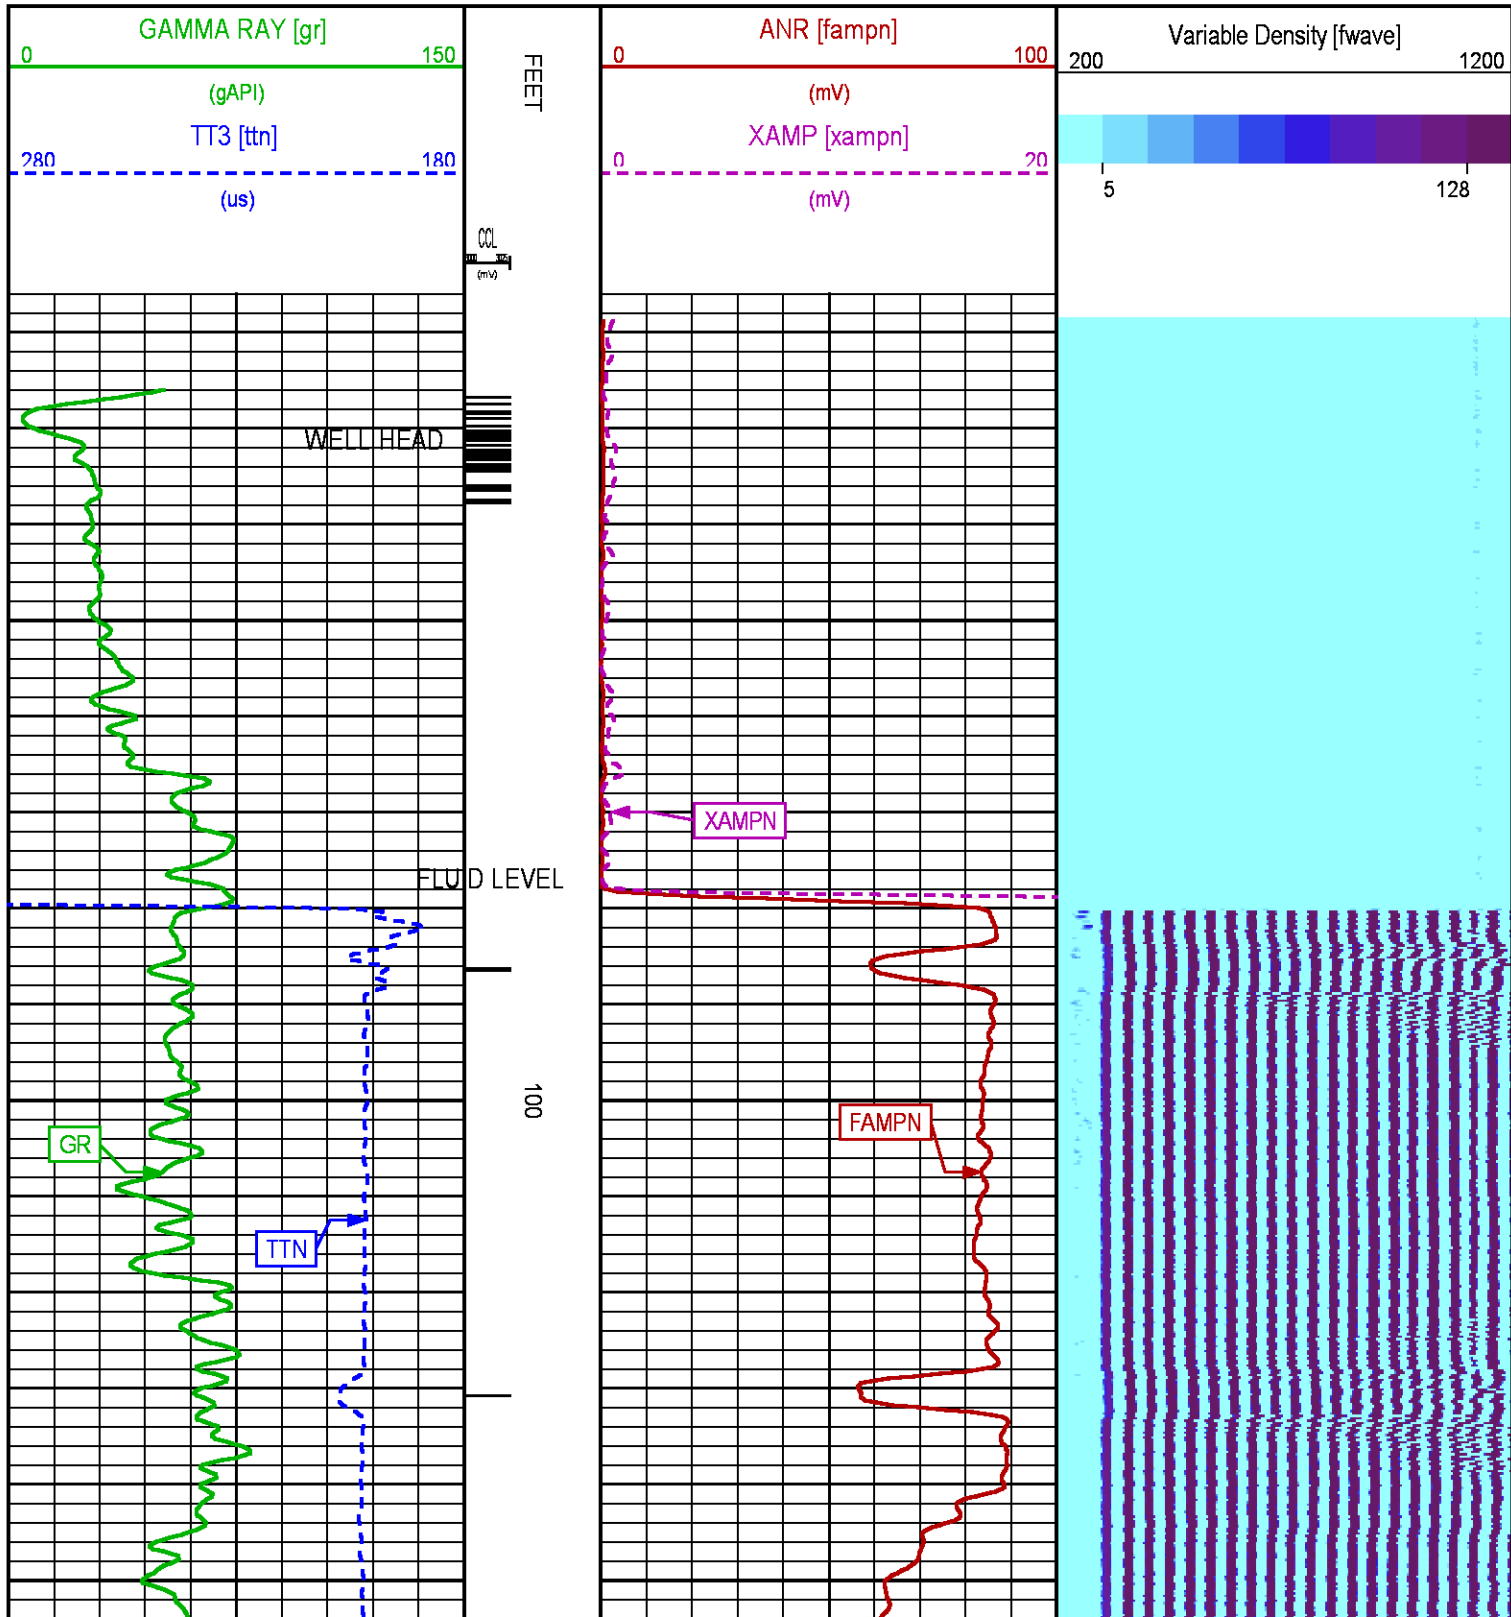 GAMMA RAY [gr]
0 150
(gAPI)
TT3 [ttn]
280 180
(us)
FEET
CCL
(mV)
ANR [fampn]
0 100
(mV)
XAMP [xampn]
0 20
(mV)
Variable Density [fwave]
200 1200
5 128
WELL HEAD
XAMPN
FLUID LEVEL
100
FAMPN
GR
TTN